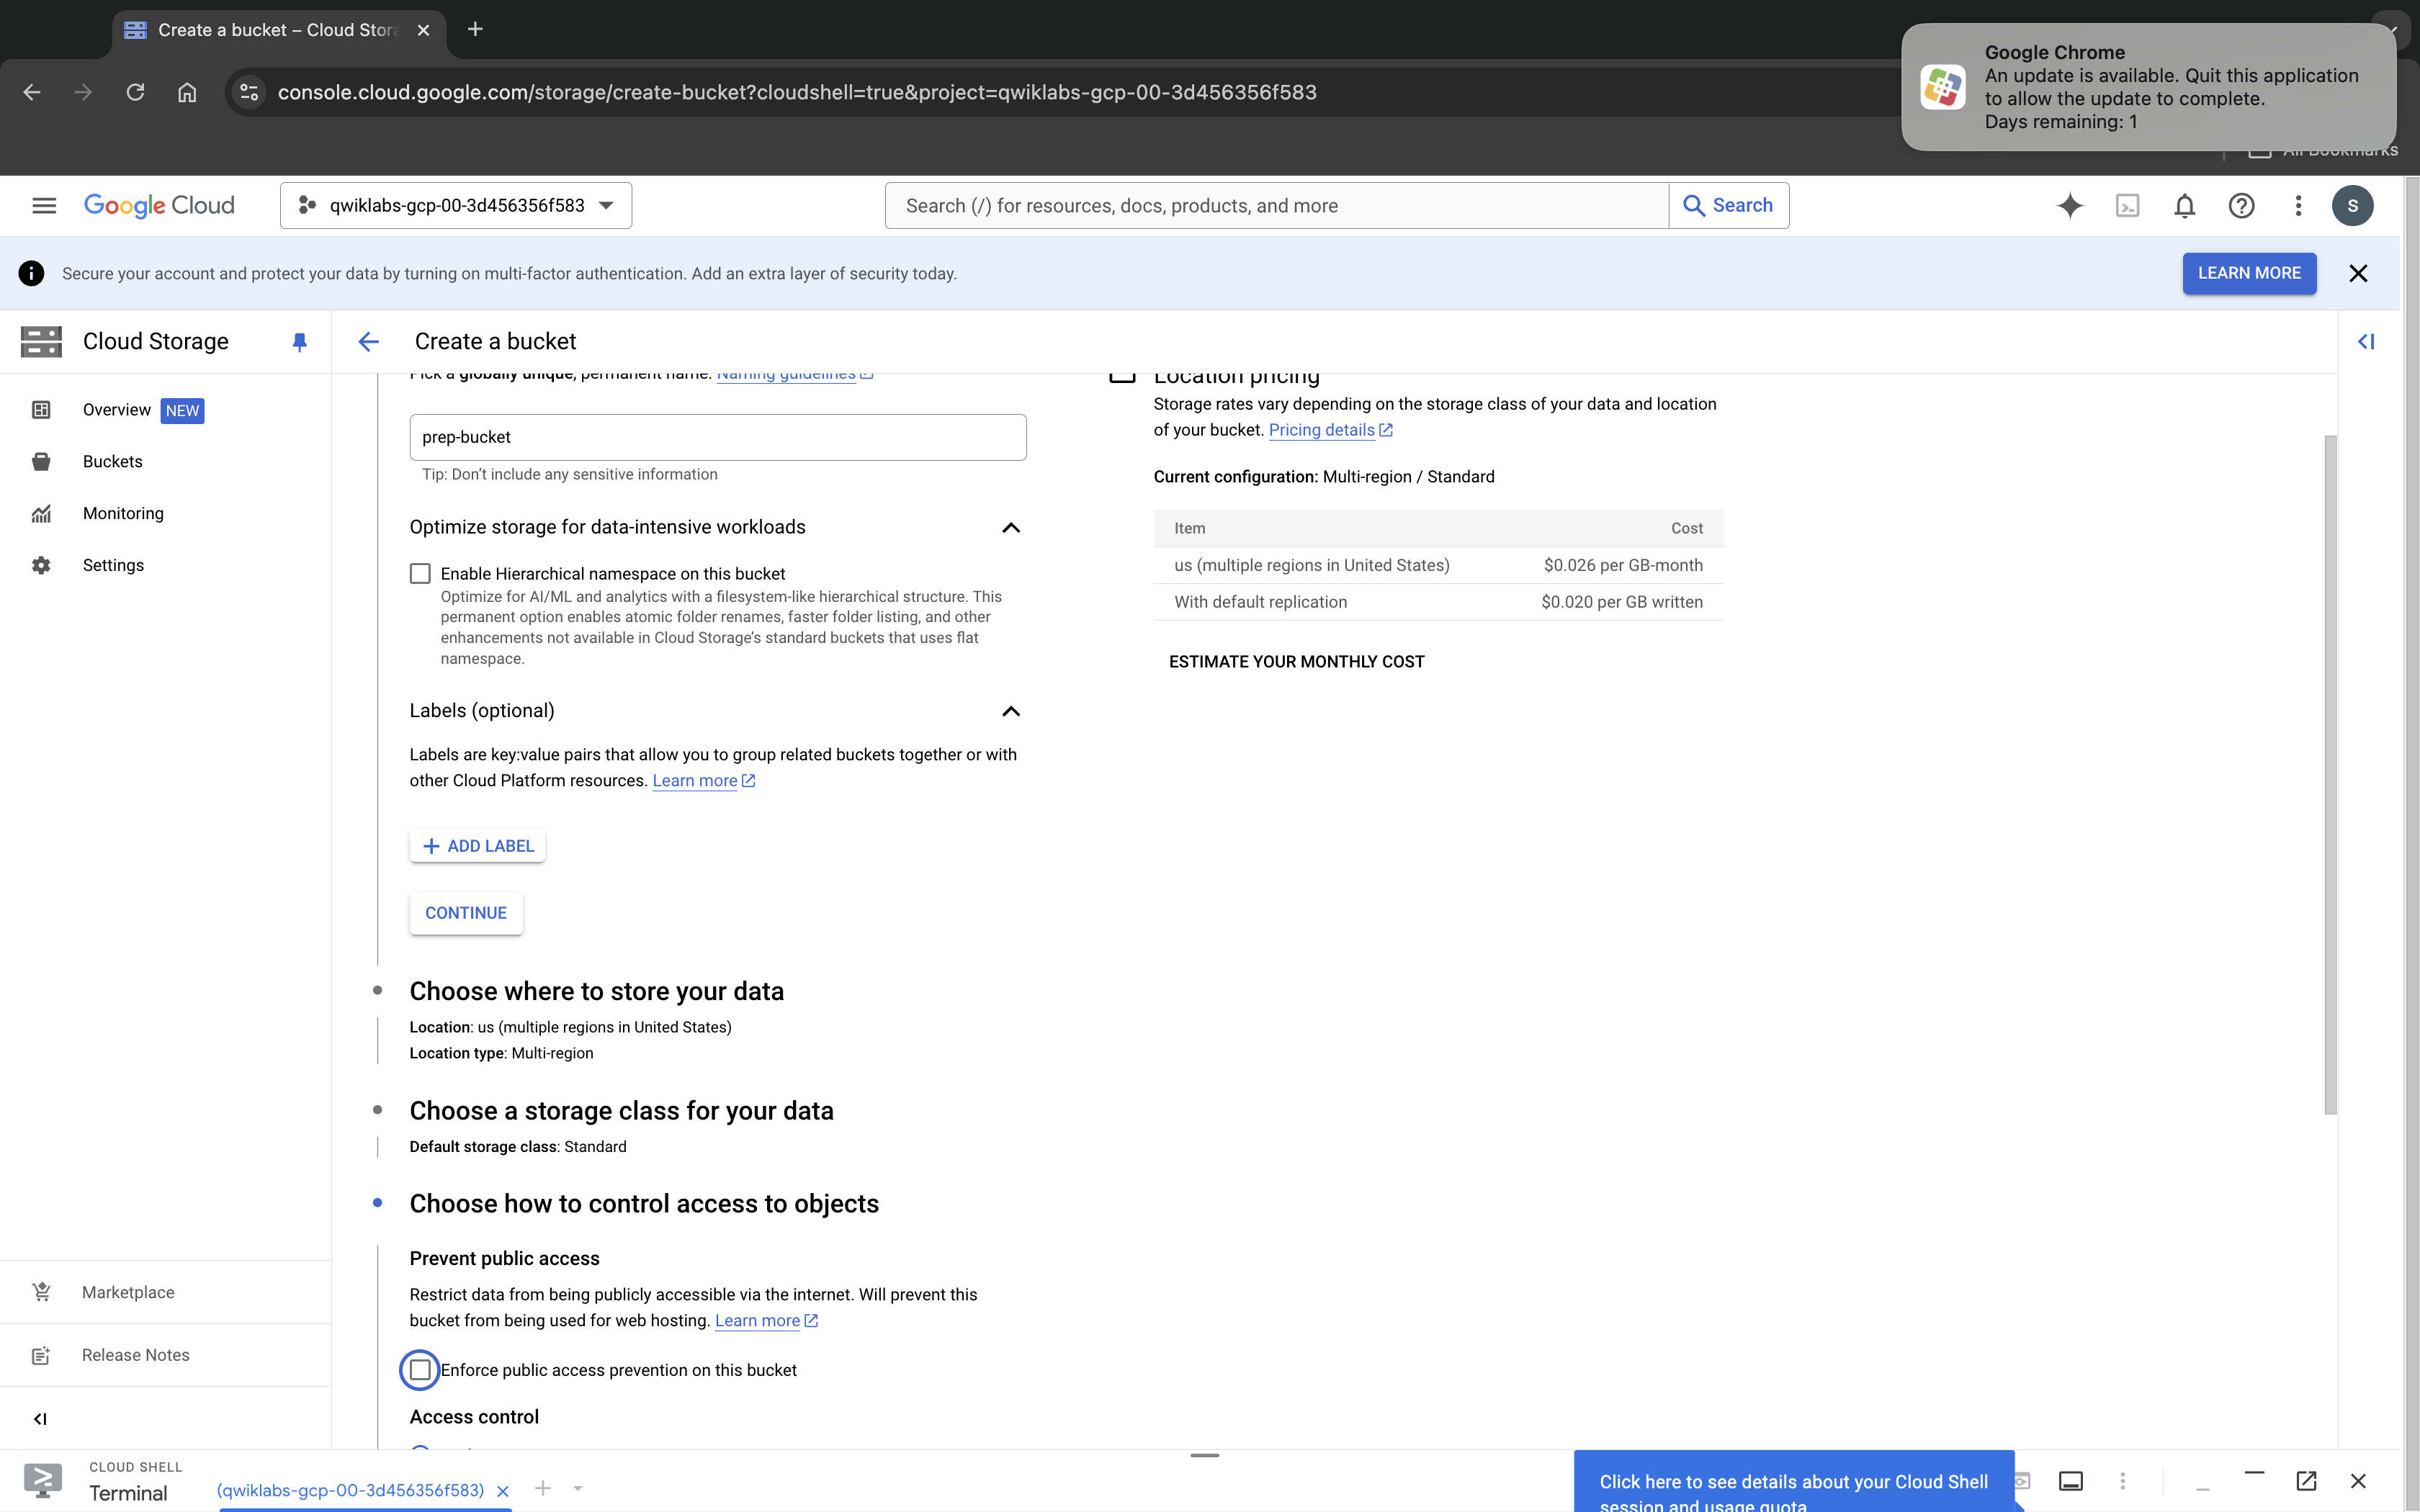 Create a bucket – Cloud Stora
Google Chrome
An update is available. Quit this application
to allow the update to complete.
Days remaining: 1
console.cloud.google.com/storage/create-bucket?cloudshell=true&project=qwiklabs-gcp-00-3d456356f583
All Bookmarks
Google Cloud
qwiklabs-gcp-00-3d456356f583
Search (/) for resources, docs, products, and more
Search
S
Secure your account and protect your data by turning on multi-factor authentication. Add an extra layer of security today.
LEARN MORE
Cloud Storage
Create a bucket
Overview NEW
Buckets
Monitoring
Settings
Pick a globally unique, permanent name. Naming guidelines
prep-bucket
Tip: Don’t include any sensitive information
Optimize storage for data-intensive workloads
Enable Hierarchical namespace on this bucket
Optimize for AI/ML and analytics with a filesystem-like hierarchical structure. This
permanent option enables atomic folder renames, faster folder listing, and other
enhancements not available in Cloud Storage’s standard buckets that uses flat
namespace.
Labels (optional)
Labels are key:value pairs that allow you to group related buckets together or with
other Cloud Platform resources. Learn more
ADD LABEL
CONTINUE
Choose where to store your data
Location: us (multiple regions in United States)
Location type: Multi-region
Choose a storage class for your data
Default storage class: Standard
Choose how to control access to objects
Prevent public access
Restrict data from being publicly accessible via the internet. Will prevent this
bucket from being used for web hosting. Learn more
Enforce public access prevention on this bucket
Access control
Location pricing
Storage rates vary depending on the storage class of your data and location
of your bucket. Pricing details
Current configuration: Multi-region / Standard
Item Cost
us (multiple regions in United States) $0.026 per GB-month
With default replication $0.020 per GB written
ESTIMATE YOUR MONTHLY COST
Marketplace
Release Notes
CLOUD SHELL
Terminal
(qwiklabs-gcp-00-3d456356f583)
Click here to see details about your Cloud Shell
session and usage quota